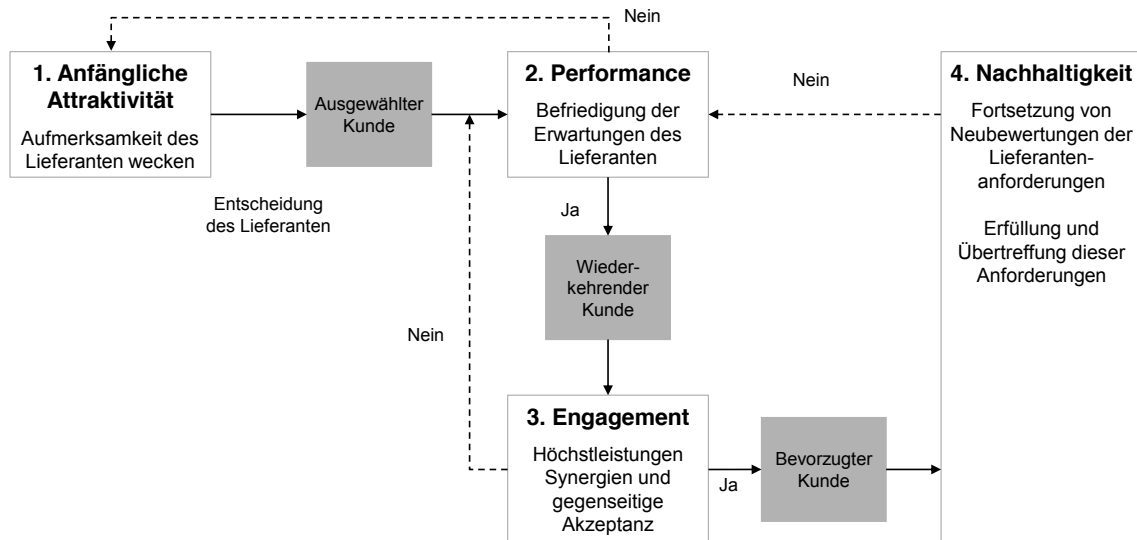 Nein
1. Anfängliche
Attraktivität
Aufmerksamkeit des
Lieferanten wecken
Ausgewählter
Kunde
Entscheidung
des Lieferanten
2. Performance
Befriedigung der
Erwartungen des
Lieferanten
Nein
4. Nachhaltigkeit
Fortsetzung von
Neubewertungen der
Lieferanten-
anforderungen
Erfüllung und
Übertreffung dieser
Anforderungen
Ja
Wieder-
kehrender
Kunde
Nein
3. Engagement
Höchstleistungen
Synergien und
gegenseitige
Akzeptanz
Ja
Bevorzugter
Kunde